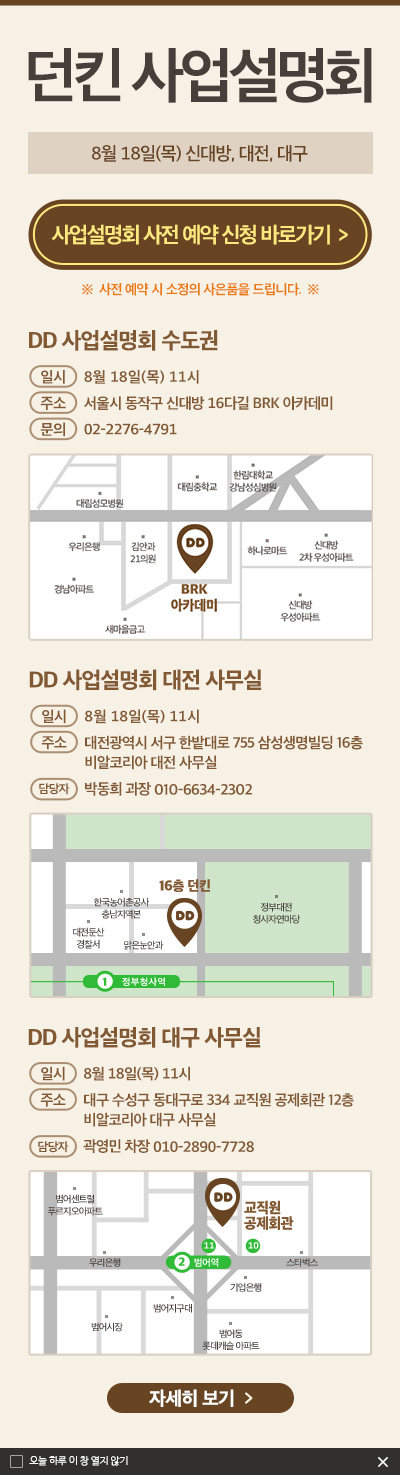 던킨 사업설명회
8월 18일(목) 신대방, 대전, 대구
사업설명회 사전 예약 신청 바로가기 >
※ 사전 예약 시 소정의 사은품을 드립니다. ※
DD 사업설명회 수도권
일시 8월 18일(목) 11시
주소 서울시 동작구 신대방 16다길 BRK 아카데미
문의 02-2276-4791
대림성모병원
대림중학교
한림대학교
강남성심병원
우리은행
김안과
21의원
DD
하나로마트
신대방
2차 우성아파트
경남아파트
BRK
아카데미
신대방
우성아파트
새마을금고
DD 사업설명회 대전 사무실
일시 8월 18일(목) 11시
주소 대전광역시 서구 한밭대로 755 삼성생명빌딩 16층
비알코리아 대전 사무실
담당자 박동희 과장 010-6634-2302
16층 던킨
한국농어촌공사
충남지역본
DD
정부대전
청사자연마당
대전둔산
경찰서
맑은눈안과
1 정부청사역
DD 사업설명회 대구 사무실
일시 8월 18일(목) 11시
주소 대구 수성구 동대구로 334 교직원 공제회관 12층
비알코리아 대구 사무실
담당자 곽영민 차장 010-2890-7728
범어센트럴
푸르지오아파트
DD
교직원
공제회관
11
10
우리은행
2 범어역
스타벅스
기업은행
범어지구대
범어시장
범어동
롯데캐슬 아파트
자세히 보기 >
오늘 하루 이 창 열지 않기